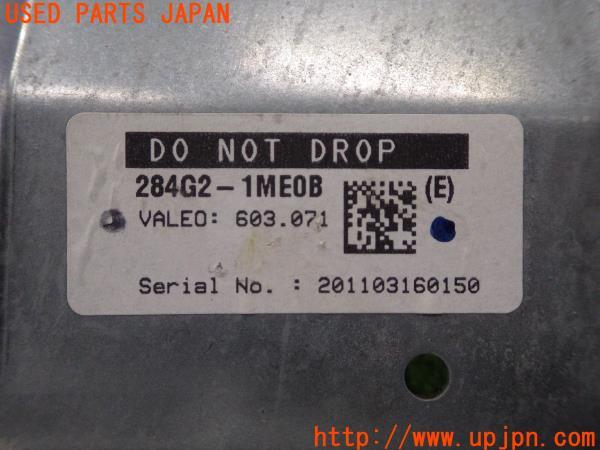 USED PARTS JAPAN
DO NOT DROP
284G2-1ME0B (E)
VALEO: 603.071
Serial No. : 201103160150
http://www.upjpn.com